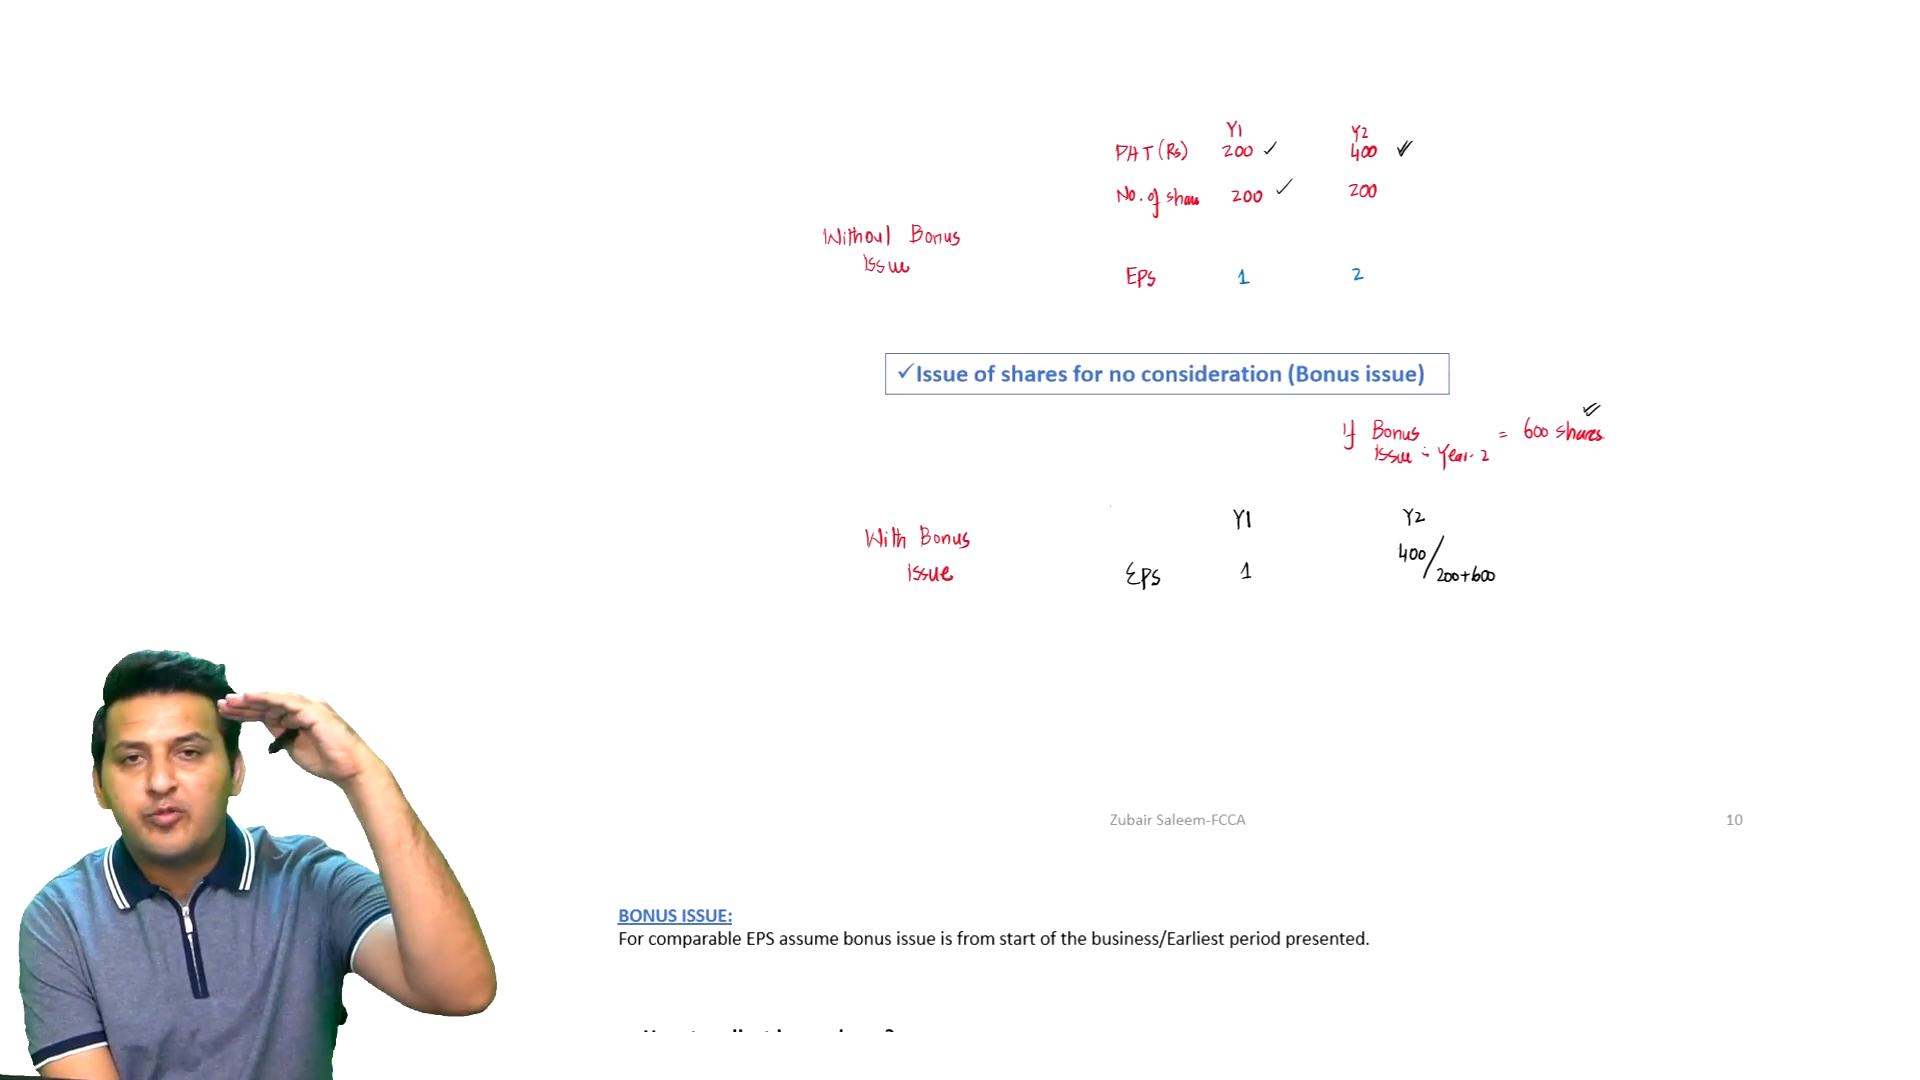 Y1 Y2
PAT (Rs) 200 ✓ 400 ✓
No. of share 200 ✓ 200
Without Bonus
Issue
EPS 1 2
✓Issue of shares for no consideration (Bonus issue)
If Bonus = 600 shares
Issue - Year-2
Y1 Y2
With Bonus
Issue
EPS 1 400/200+600
Zubair Saleem-FCCA 10
BONUS ISSUE:
For comparable EPS assume bonus issue is from start of the business/Earliest period presented.